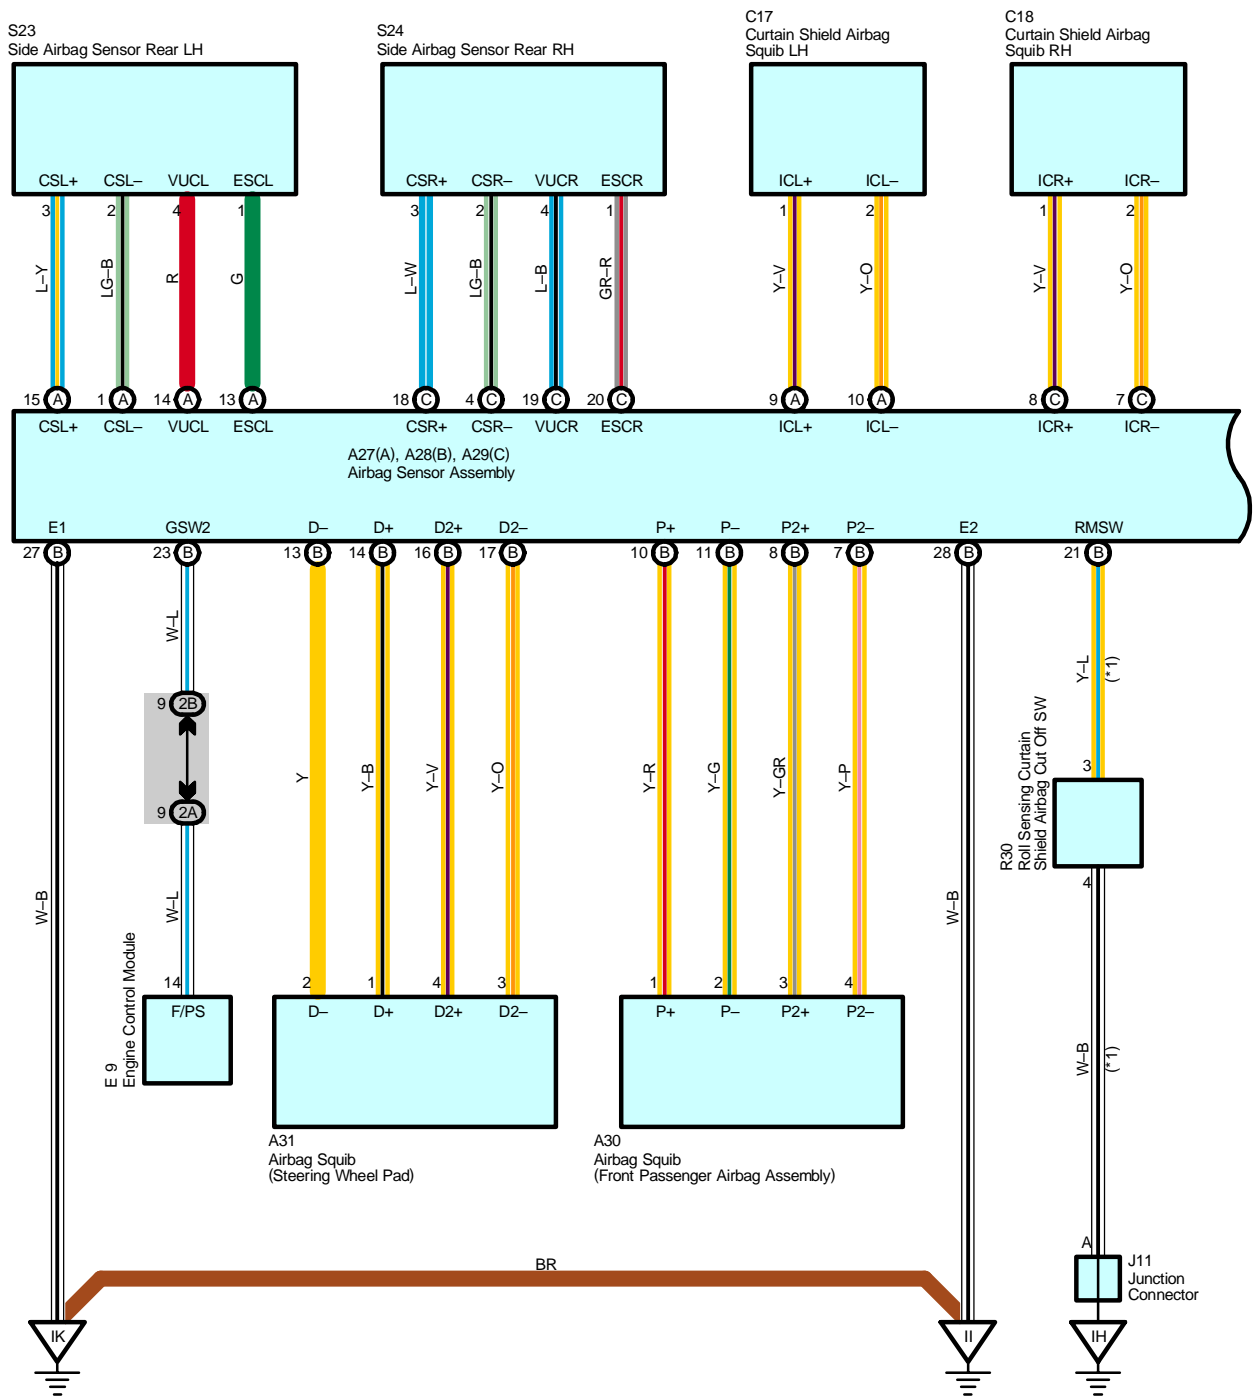 S23
Side Airbag Sensor Rear LH
S24
Side Airbag Sensor Rear RH
C17
Curtain Shield Airbag
Squib LH
C18
Curtain Shield Airbag
Squib RH
CSL+ CSL– VUCL ESCL
CSR+ CSR– VUCR ESCR
ICL+ ICL–
ICR+ ICR–
3 2 4 1
3 2 4 1
1 2
1 2
L–Y LG–B R G
L–W LG–B L–B GR–R
Y–V Y–O
Y–V Y–O
15 A 1 A 14 A 13 A
18 C 4 C 19 C 20 C
9 A 10 A
8 C 7 C
CSL+ CSL– VUCL ESCL
CSR+ CSR– VUCR ESCR
ICL+ ICL–
ICR+ ICR–
A27(A), A28(B), A29(C)
Airbag Sensor Assembly
E1 GSW2 D– D+ D2+ D2– P+ P– P2+ P2– E2 RMSW
27 B 23 B 13 B 14 B 16 B 17 B 10 B 11 B 8 B 7 B 28 B 21 B
W–L
Y–L (*1)
9 2B
9 2A
Y Y–B Y–V Y–O
Y–R Y–G Y–GR Y–P
3
R30
Roll Sensing Curtain
Shield Airbag Cut Off SW
4
W–B
W–L
W–B
14
2 1 4 3
1 2 3 4
F/PS
D– D+ D2+ D2–
P+ P– P2+ P2–
E 9
Engine Control Module
W–B (*1)
A31
Airbag Squib
(Steering Wheel Pad)
A30
Airbag Squib
(Front Passenger Airbag Assembly)
BR
A
J11
Junction
Connector
IK
II
IH